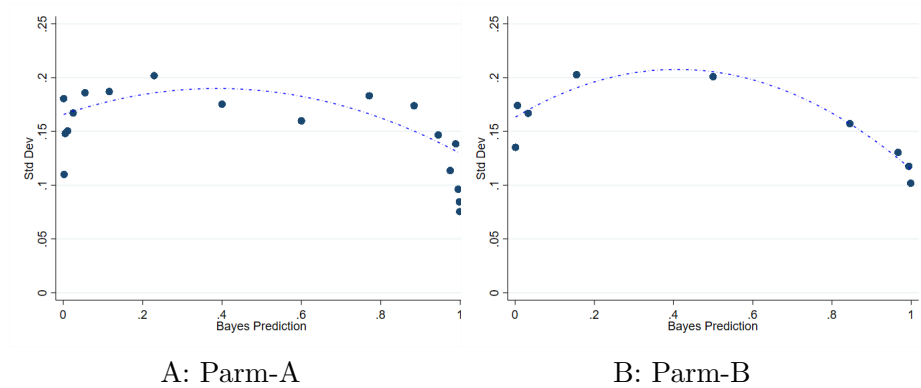 .25
.2
.15
.1
.05
0
Std Dev
0 .2 .4 .6 .8 1
Bayes Prediction
A: Parm-A
.25
.2
.15
.1
.05
0
Std Dev
0 .2 .4 .6 .8 1
Bayes Prediction
B: Parm-B